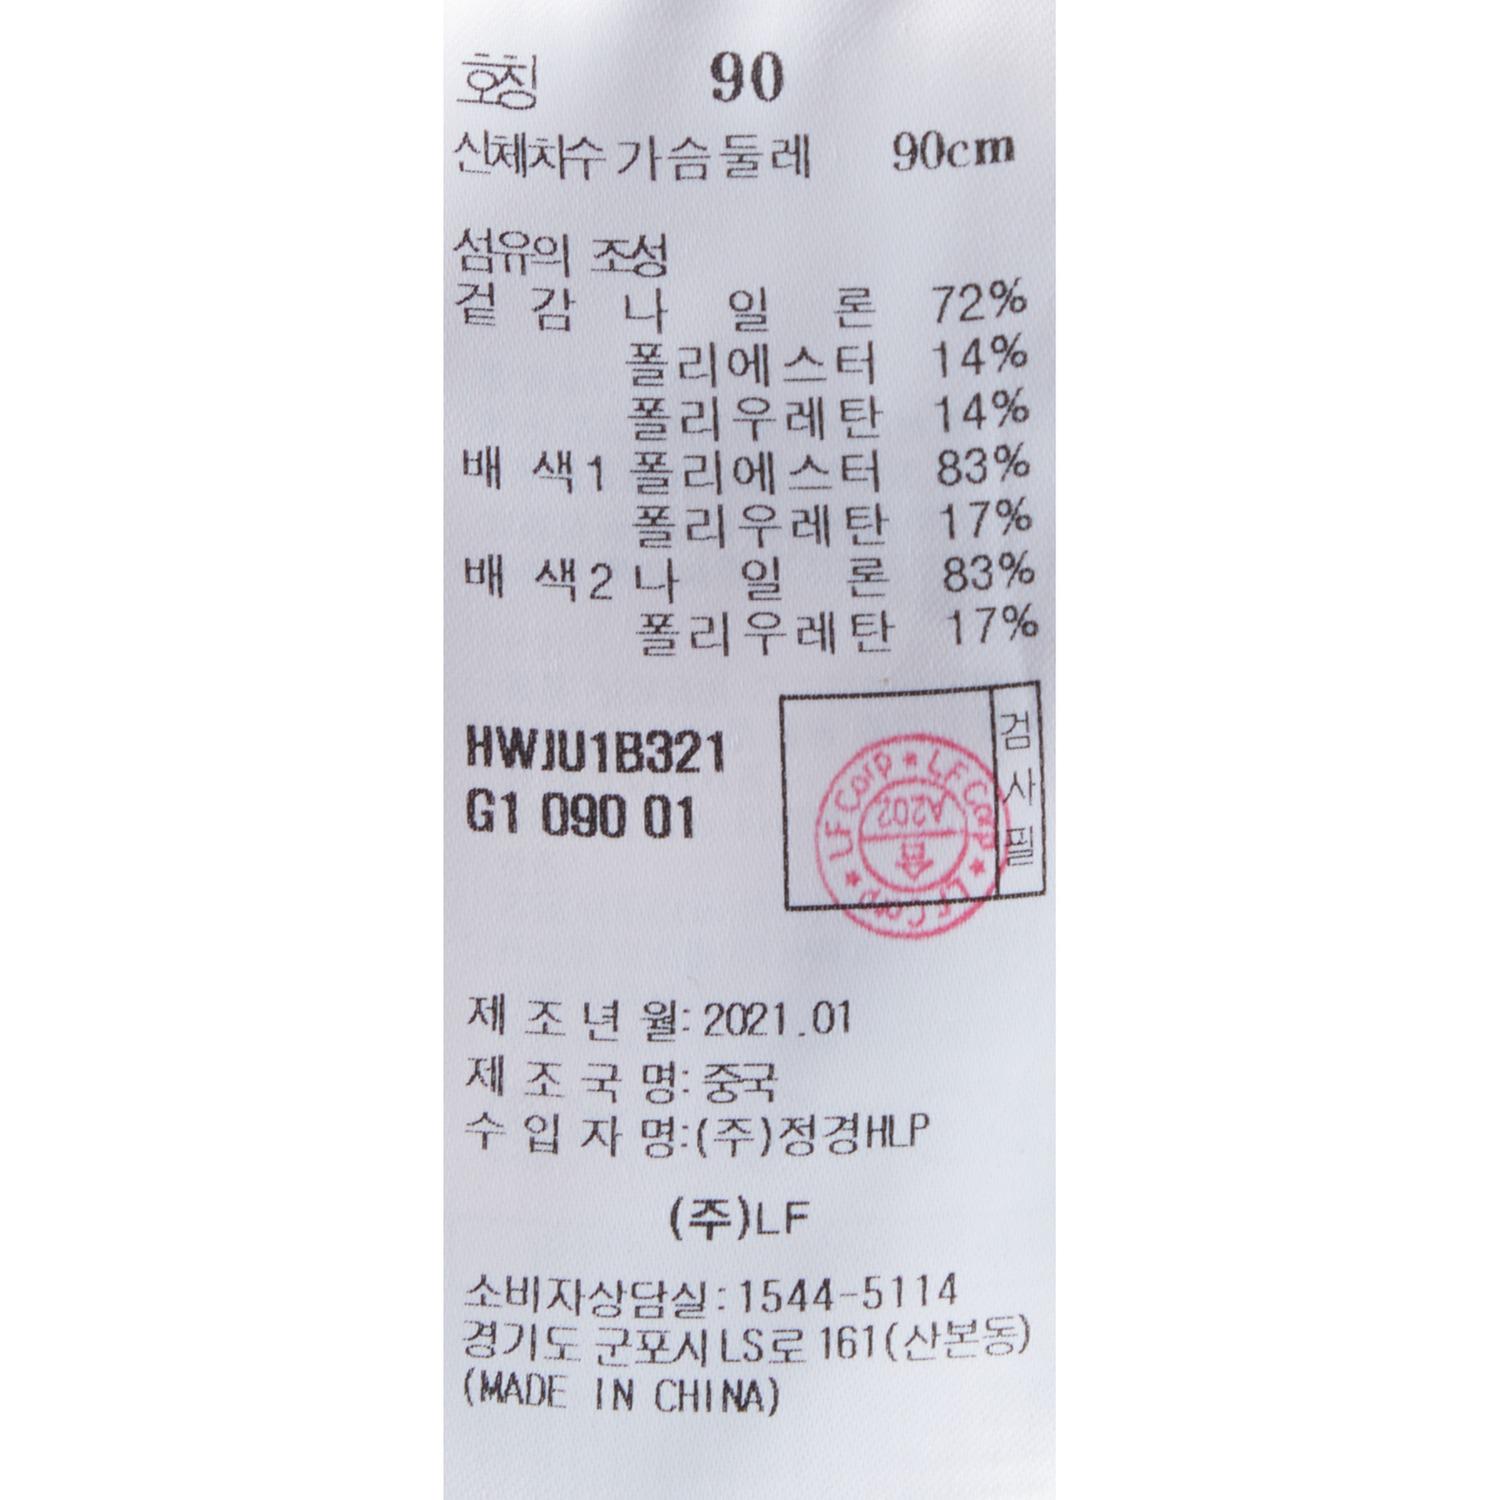 호칭 90
신체치수 가슴둘레 90cm
섬유의 조성
겉감 나일론 72%
폴리에스터 14%
폴리우레탄 14%
배색1 폴리에스터 83%
폴리우레탄 17%
배색2 나일론 83%
폴리우레탄 17%
HWJU1B321
G1 090 01
검사필
LF Corp ★ LF Corp ★ LF Corp ★
A202
합
제조년월: 2021.01
제조국명: 중국
수입자명:(주)정경HLP
(주)LF
소비자상담실:1544-5114
경기도 군포시 LS로 161(산본동)
(MADE IN CHINA)